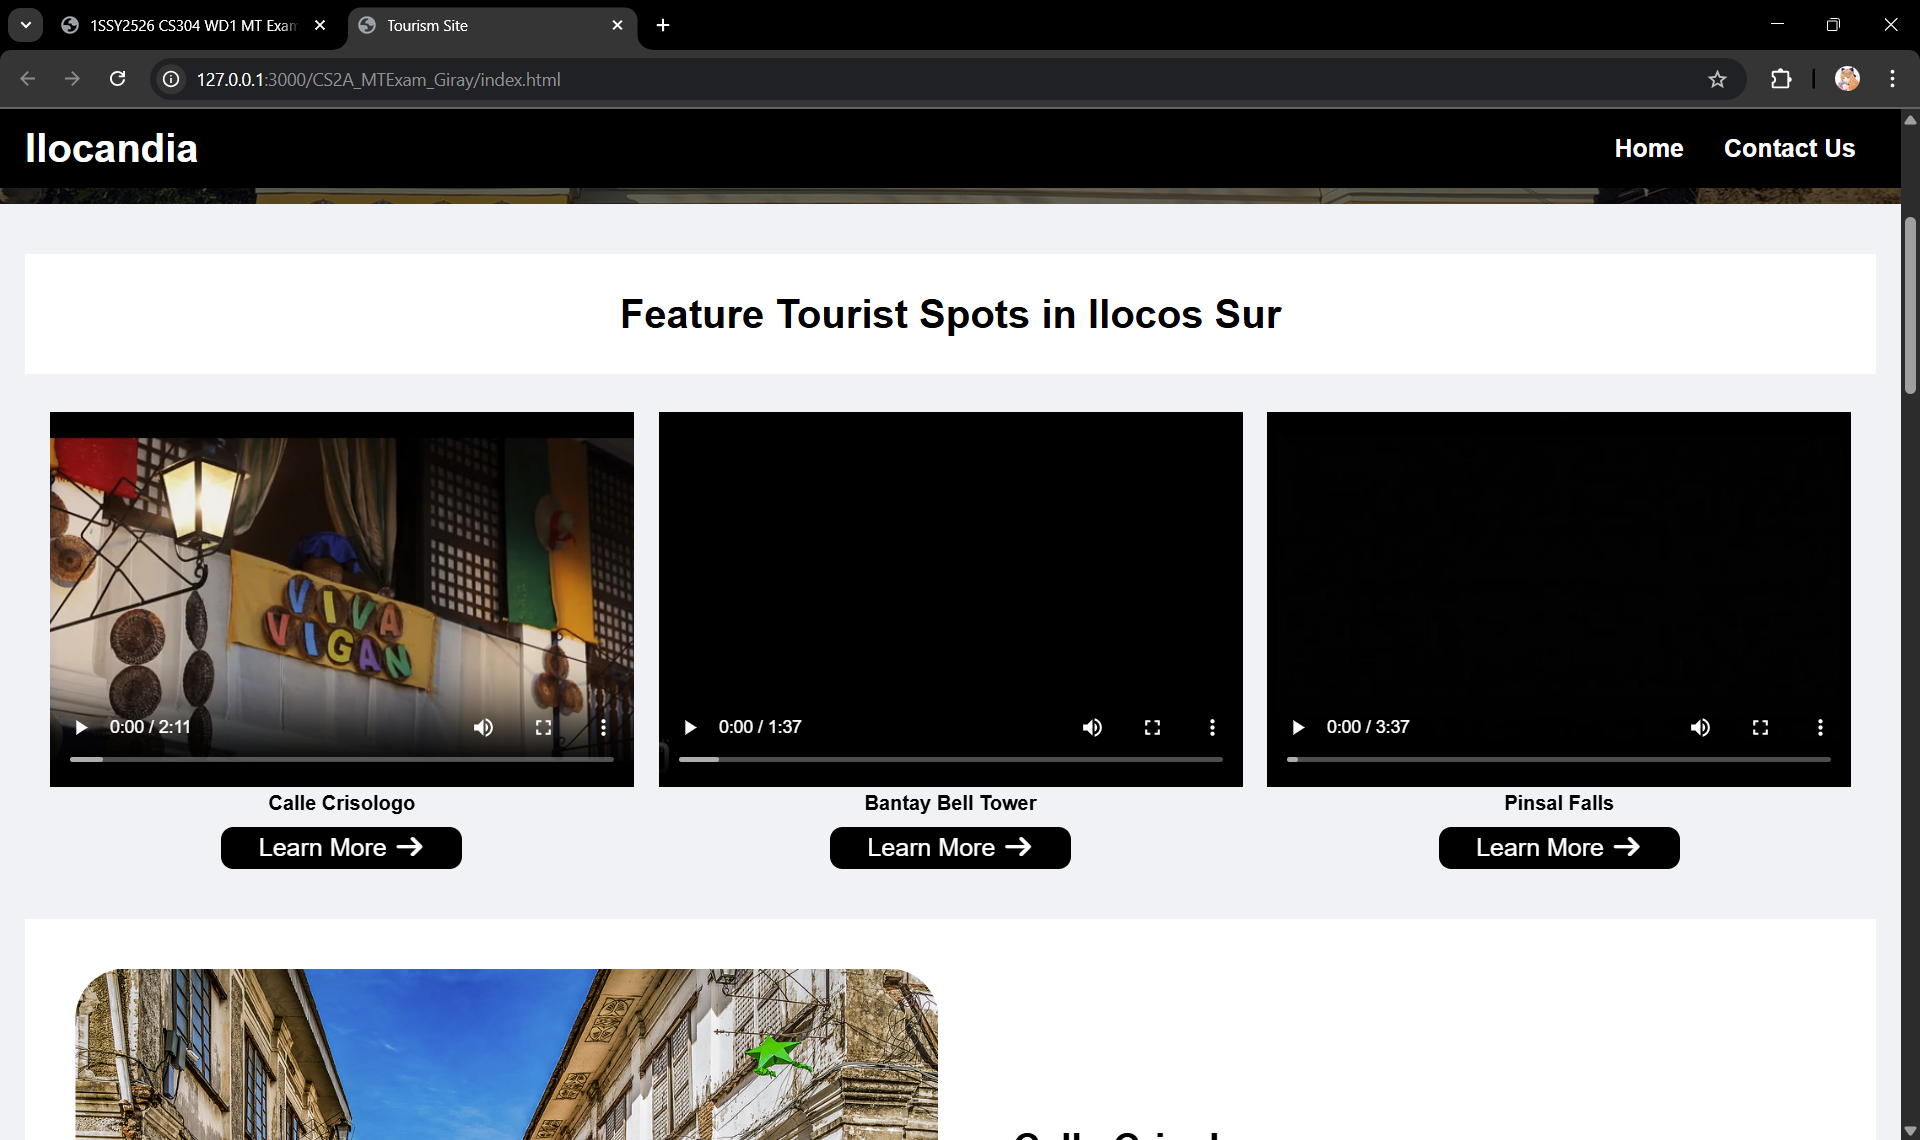 1SSY2526 CS304 WD1 MT Exam
Tourism Site
127.0.0.1:3000/CS2A_MTExam_Giray/index.html
Ilocandia
Home
Contact Us
Feature Tourist Spots in Ilocos Sur
VIVA
VIGAN
0:00 / 2:11
0:00 / 1:37
0:00 / 3:37
Calle Crisologo
Bantay Bell Tower
Pinsal Falls
Learn More →
Learn More →
Learn More →